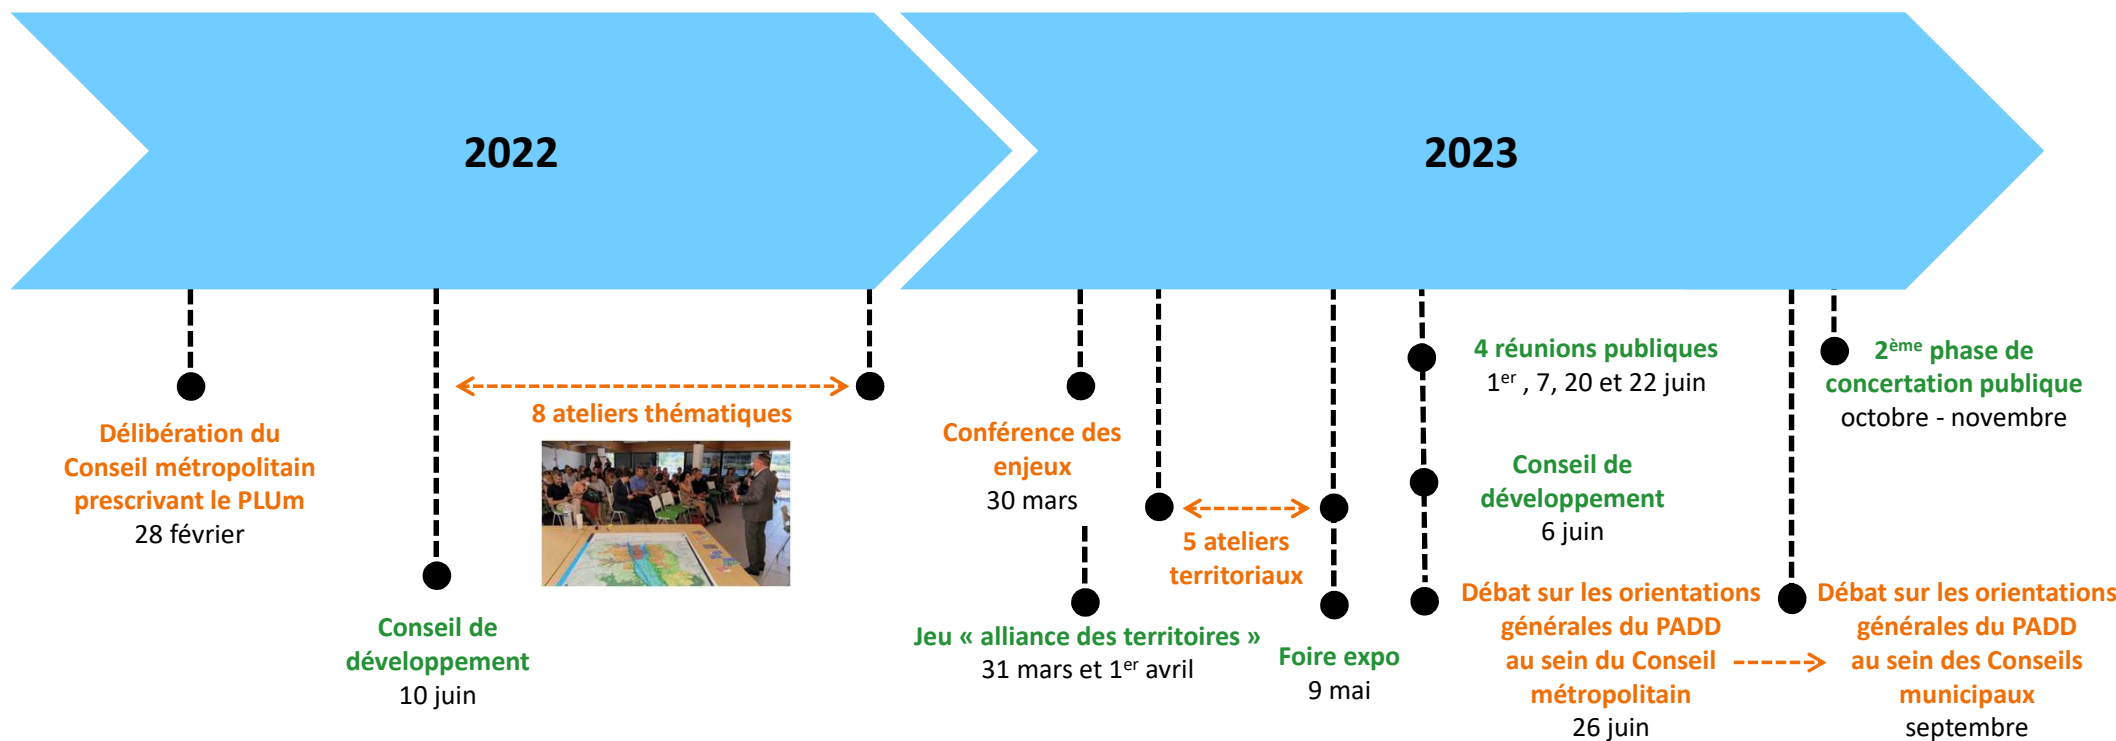 2022
2023
Délibération du
Conseil métropolitain
prescrivant le PLUm
28 février
Conseil de
développement
10 juin
8 ateliers thématiques
Conférence des
enjeux
30 mars
Jeu « alliance des territoires »
31 mars et 1er avril
5 ateliers
territoriaux
Foire expo
9 mai
4 réunions publiques
1er , 7, 20 et 22 juin
Conseil de
développement
6 juin
Débat sur les orientations
générales du PADD
au sein du Conseil
métropolitain
26 juin
2ème phase de
concertation publique
octobre - novembre
Débat sur les orientations
générales du PADD
au sein des Conseils
municipaux
septembre